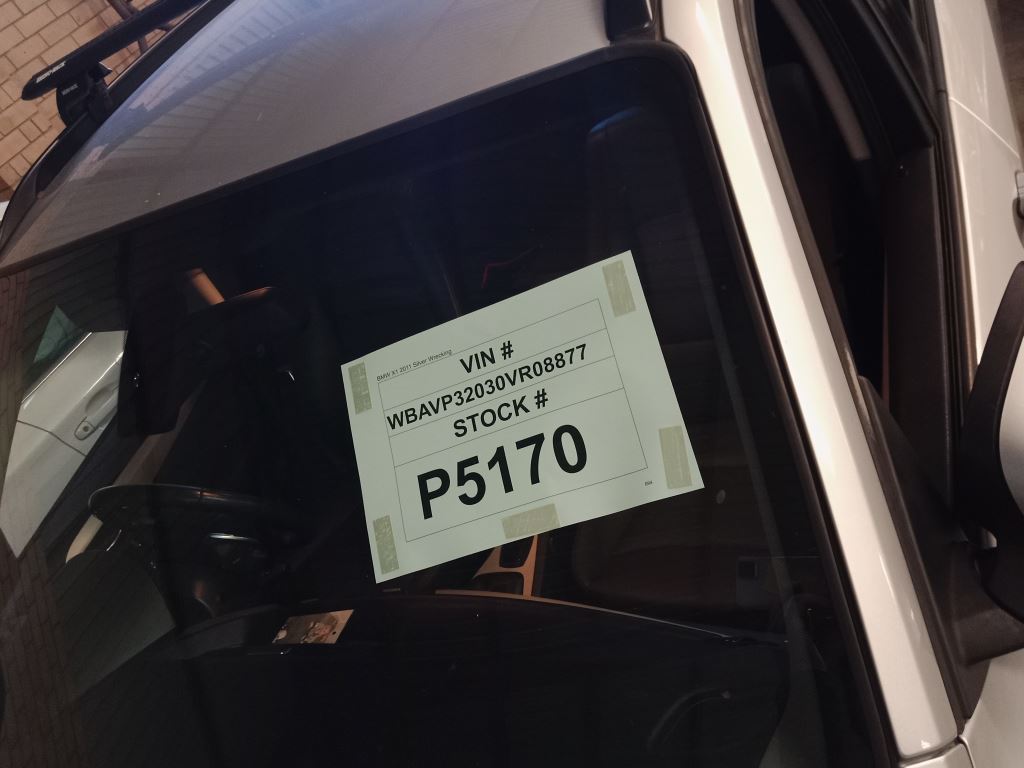 BMW X1 2011 Silver Wrecking
VIN #
WBAVP32030VR08877
STOCK #
P5170